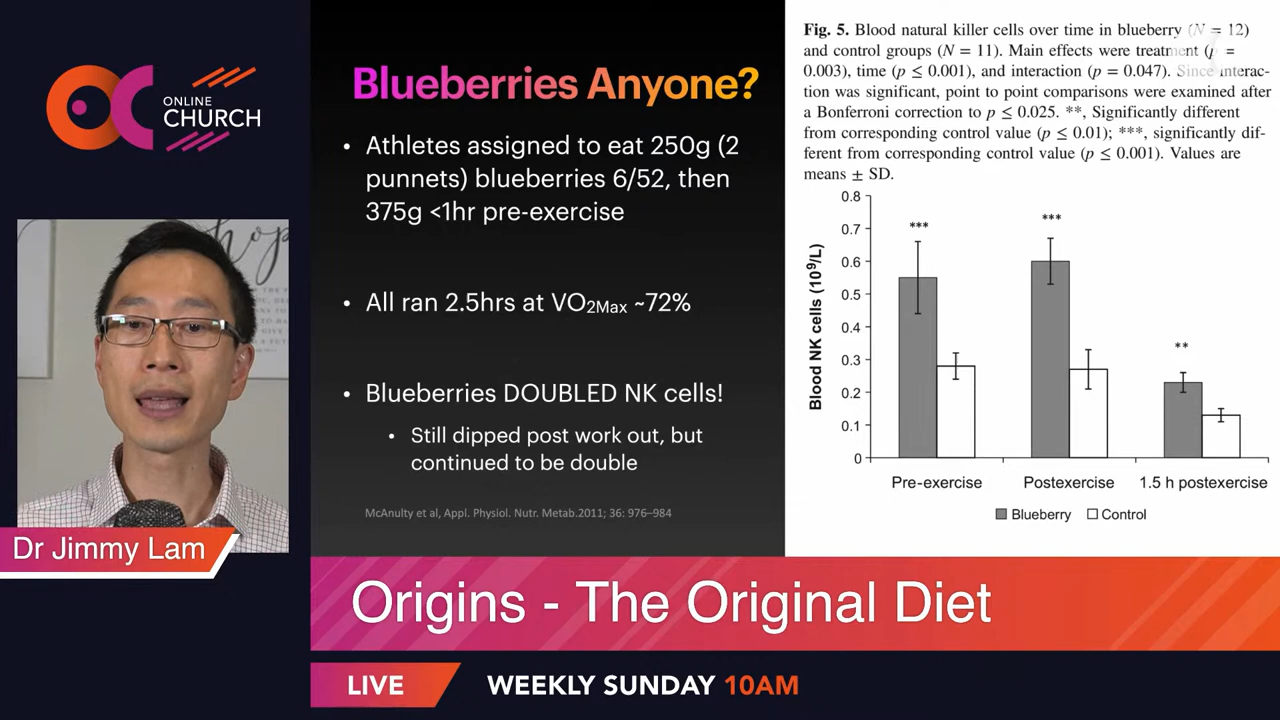 ONLINE
CHURCH
hope
Dr Jimmy Lam
Blueberries Anyone?
• Athletes assigned to eat 250g (2
punnets) blueberries 6/52, then
375g <1hr pre-exercise
• All ran 2.5hrs at VO2Max ~72%
• Blueberries DOUBLED NK cells!
• Still dipped post work out, but
continued to be double
McAnulty et al, Appl. Physiol. Nutr. Metab.2011; 36: 976–984
Fig. 5. Blood natural killer cells over time in blueberry (N = 12)
and control groups (N = 11). Main effects were treatment (p =
0.003), time (p ≤ 0.001), and interaction (p = 0.047). Since interac-
tion was significant, point to point comparisons were examined after
a Bonferroni correction to p ≤ 0.025. **, Significantly different
from corresponding control value (p ≤ 0.01); ***, significantly dif-
ferent from corresponding control value (p ≤ 0.001). Values are
means ± SD.
Blood NK cells (10⁹/L)
0.8
0.7
0.6
0.5
0.4
0.3
0.2
0.1
0
***
***
**
Pre-exercise
Postexercise
1.5 h postexercise
Blueberry
Control
Origins - The Original Diet
LIVE
WEEKLY SUNDAY 10AM